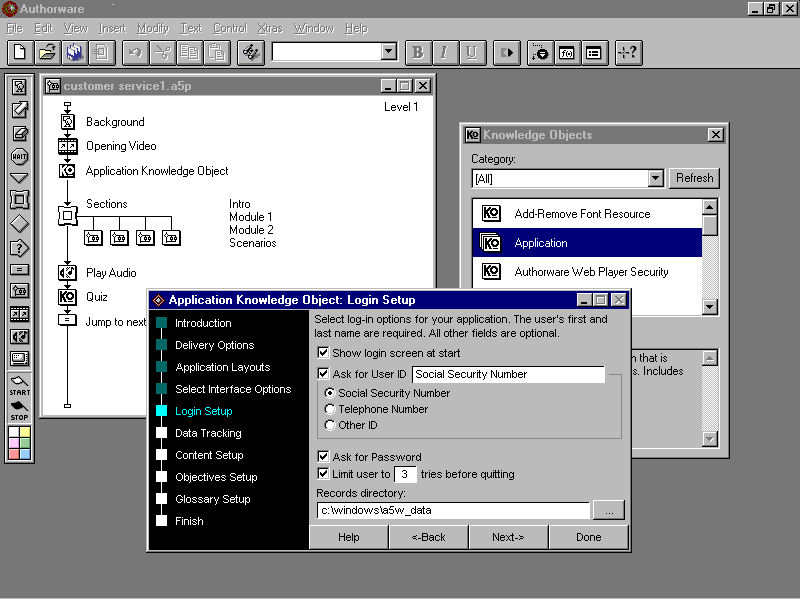 Authorware
File Edit View Insert Modify Text Control Xtras Window Help
B I U
f(x)
?
customer service1.a5p
Level 1
Background
Opening Video
Application Knowledge Object
Sections
Intro
Module 1
Module 2
Scenarios
Play Audio
Quiz
Jump to next
WAIT
?
=
START
STOP
Knowledge Objects
Category:
[All]
Refresh
KO Add-Remove Font Resource
KO Application
KO Authorware Web Player Security
n that is
s. Includes
Application Knowledge Object: Login Setup
Introduction
Delivery Options
Application Layouts
Select Interface Options
Login Setup
Data Tracking
Content Setup
Objectives Setup
Glossary Setup
Finish
Select log-in options for your application. The user's first and
last name are required. All other fields are optional.
Show login screen at start
Ask for User ID Social Security Number
Social Security Number
Telephone Number
Other ID
Ask for Password
Limit user to 3 tries before quitting
Records directory:
c:\windows\a5w_data
...
Help <-Back Next-> Done